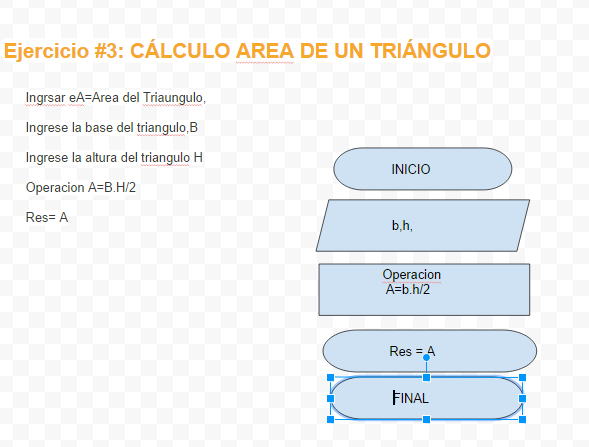 Ejercicio #3: CÁLCULO AREA DE UN TRIÁNGULO
Ingrsar eA=Area del Triaungulo,
Ingrese la base del triangulo,B
Ingrese la altura del triangulo H
Operacion A=B.H/2
Res= A
INICIO
b,h,
Operacion
A=b.h/2
Res = A
FINAL